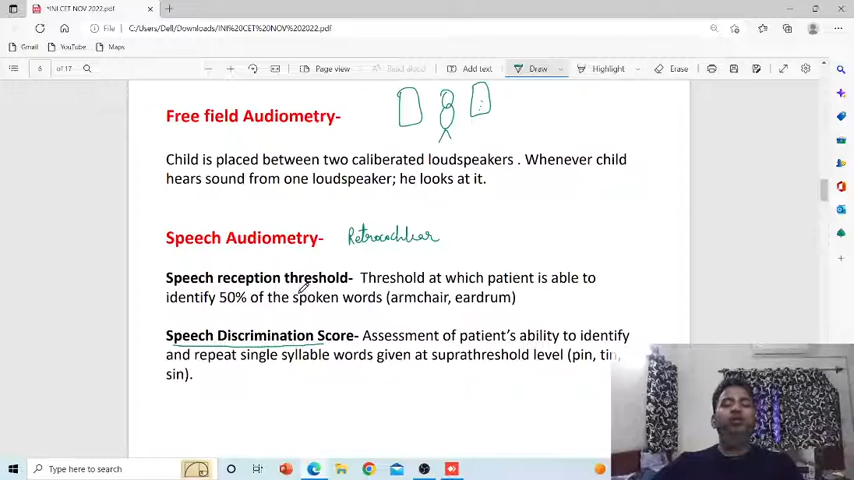 *INI CET NOV 2022.pdf
File
C:/Users/Dell/Downloads/INI%20CET%20NOV%202022.pdf
Gmail
YouTube
Maps
6
of 17
Page view
Read aloud
Add text
Draw
Highlight
Erase
Free field Audiometry-
Child is placed between two caliberated loudspeakers . Whenever child
hears sound from one loudspeaker; he looks at it.
Speech Audiometry-
Retrocochlear
Speech reception threshold- Threshold at which patient is able to
identify 50% of the spoken words (armchair, eardrum)
Speech Discrimination Score- Assessment of patient's ability to identify
and repeat single syllable words given at suprathreshold level (pin, tin,
sin).
Type here to search